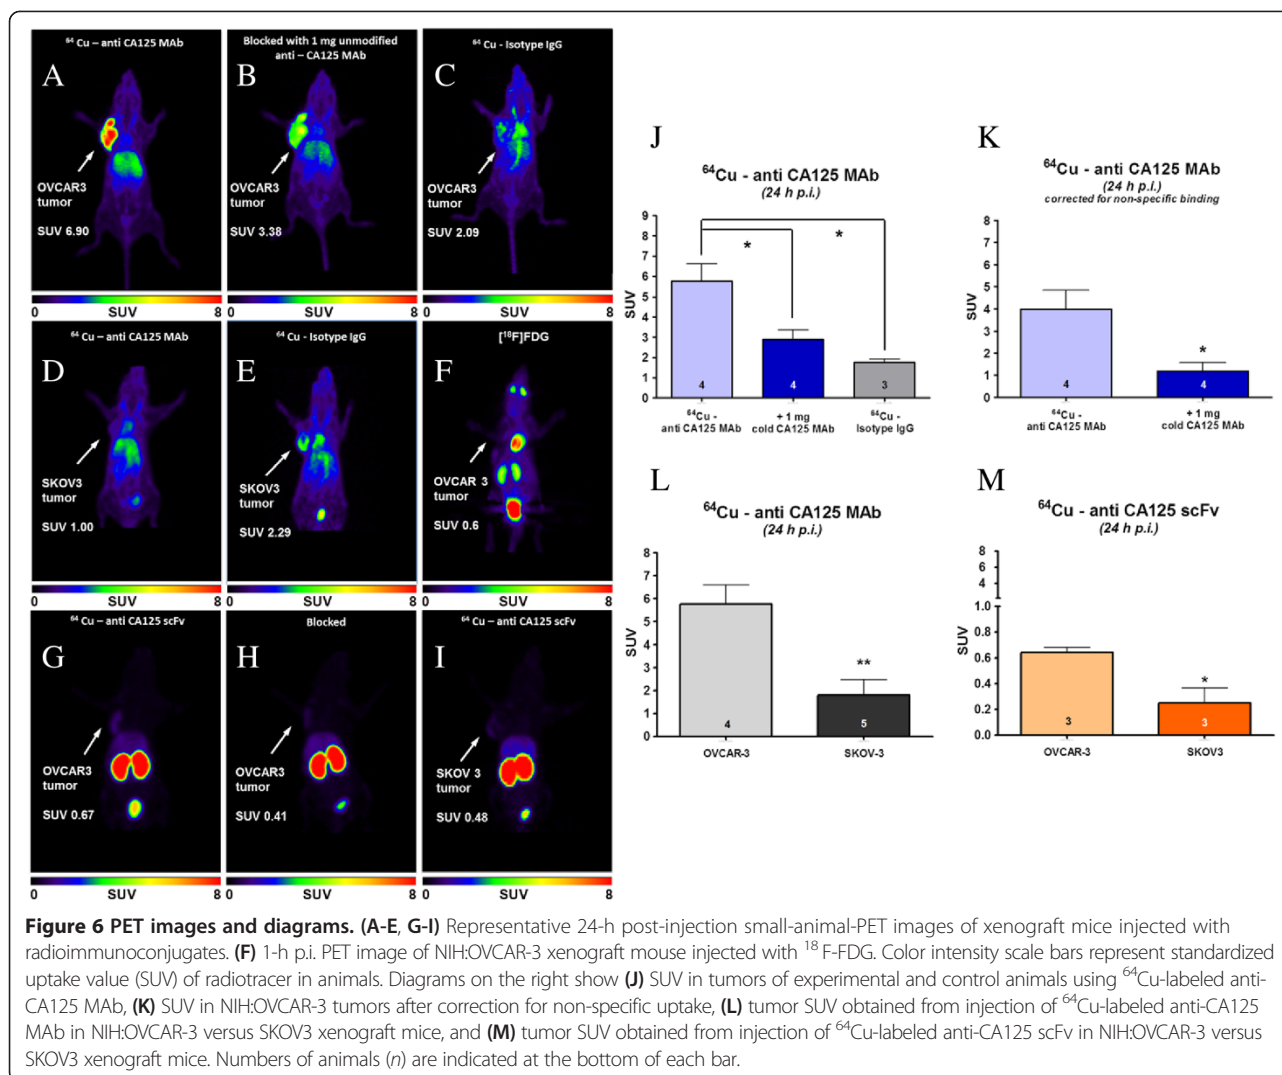 ⁶⁴Cu – anti CA125 MAb
A
OVCAR3
tumor
SUV 6.90
0 SUV 8
Blocked with 1 mg unmodified
anti – CA125 MAb
B
OVCAR3
tumor
SUV 3.38
0 SUV 8
⁶⁴Cu - Isotype IgG
C
OVCAR3
tumor
SUV 2.09
0 SUV 8
⁶⁴Cu – anti CA125 MAb
D
SKOV3
tumor
SUV 1.00
0 SUV 8
⁶⁴Cu - Isotype IgG
E
SKOV3
tumor
SUV 2.29
0 SUV 8
[¹⁸F]FDG
F
OVCAR 3
tumor
SUV 0.6
0 SUV 8
⁶⁴Cu – anti CA125 scFv
G
OVCAR3
tumor
SUV 0.67
0 SUV 8
Blocked
H
OVCAR3
tumor
SUV 0.41
0 SUV 8
⁶⁴Cu – anti CA125 scFv
I
SKOV 3
tumor
SUV 0.48
0 SUV 8
J
⁶⁴Cu - anti CA125 MAb
(24 h p.i.)
9
8
7
6
5
4
3
2
1
0
SUV
*
*
4
4
3
⁶⁴Cu -
anti CA125 MAb
+ 1 mg
cold CA125 MAb
⁶⁴Cu -
Isotype IgG
K
⁶⁴Cu - anti CA125 MAb
(24 h p.i.)
corrected for non-specific binding
8
7
6
5
4
3
2
1
0
SUV
*
4
4
⁶⁴Cu -
anti CA125 MAb
+ 1 mg
cold CA125 MAb
L
⁶⁴Cu - anti CA125 MAb
(24 h p.i.)
8
7
6
5
4
3
2
1
0
SUV
**
4
5
OVCAR-3
SKOV-3
M
⁶⁴Cu - anti CA125 scFv
(24 h p.i.)
8
6
4
2
1.0
0.8
0.6
0.4
0.2
0.0
SUV
*
3
3
OVCAR-3
SKOV3
Figure 6 PET images and diagrams. (A-E, G-I) Representative 24-h post-injection small-animal-PET images of xenograft mice injected with
radioimmunoconjugates. (F) 1-h p.i. PET image of NIH:OVCAR-3 xenograft mouse injected with ¹⁸F-FDG. Color intensity scale bars represent standardized
uptake value (SUV) of radiotracer in animals. Diagrams on the right show (J) SUV in tumors of experimental and control animals using ⁶⁴Cu-labeled anti-
CA125 MAb, (K) SUV in NIH:OVCAR-3 tumors after correction for non-specific uptake, (L) tumor SUV obtained from injection of ⁶⁴Cu-labeled anti-CA125
MAb in NIH:OVCAR-3 versus SKOV3 xenograft mice, and (M) tumor SUV obtained from injection of ⁶⁴Cu-labeled anti-CA125 scFv in NIH:OVCAR-3 versus
SKOV3 xenograft mice. Numbers of animals (n) are indicated at the bottom of each bar.